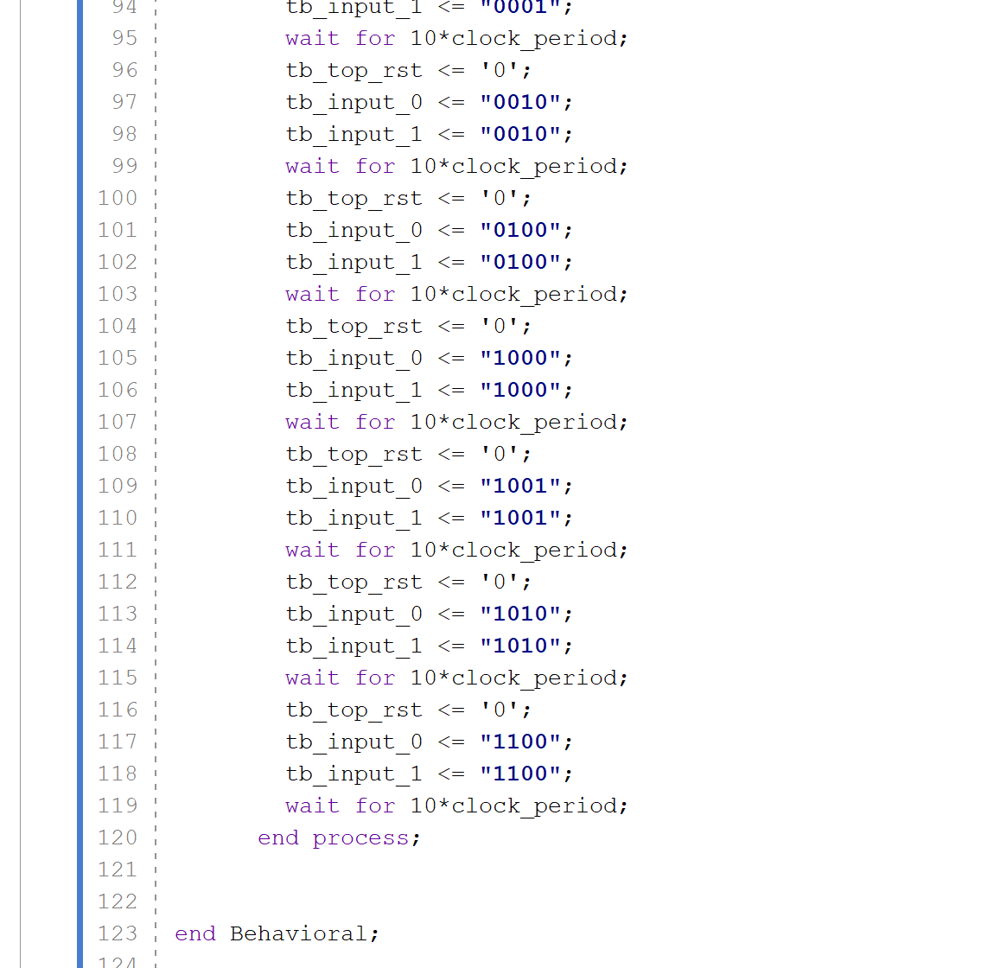 94 tb_input_1 <= "0001";
95 wait for 10*clock_period;
96 tb_top_rst <= '0';
97 tb_input_0 <= "0010";
98 tb_input_1 <= "0010";
99 wait for 10*clock_period;
100 tb_top_rst <= '0';
101 tb_input_0 <= "0100";
102 tb_input_1 <= "0100";
103 wait for 10*clock_period;
104 tb_top_rst <= '0';
105 tb_input_0 <= "1000";
106 tb_input_1 <= "1000";
107 wait for 10*clock_period;
108 tb_top_rst <= '0';
109 tb_input_0 <= "1001";
110 tb_input_1 <= "1001";
111 wait for 10*clock_period;
112 tb_top_rst <= '0';
113 tb_input_0 <= "1010";
114 tb_input_1 <= "1010";
115 wait for 10*clock_period;
116 tb_top_rst <= '0';
117 tb_input_0 <= "1100";
118 tb_input_1 <= "1100";
119 wait for 10*clock_period;
120 end process;
121
122
123 end Behavioral;
124